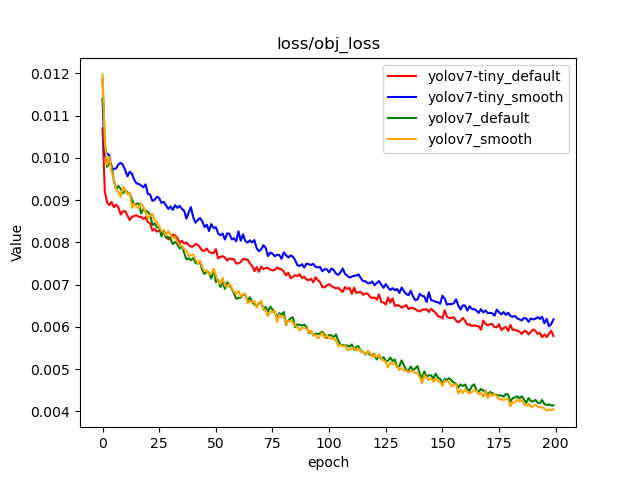 loss/obj_loss
yolov7-tiny_default
yolov7-tiny_smooth
yolov7_default
yolov7_smooth
0.012
0.011
0.010
0.009
0.008
0.007
0.006
0.005
0.004
Value
0 25 50 75 100 125 150 175 200
epoch